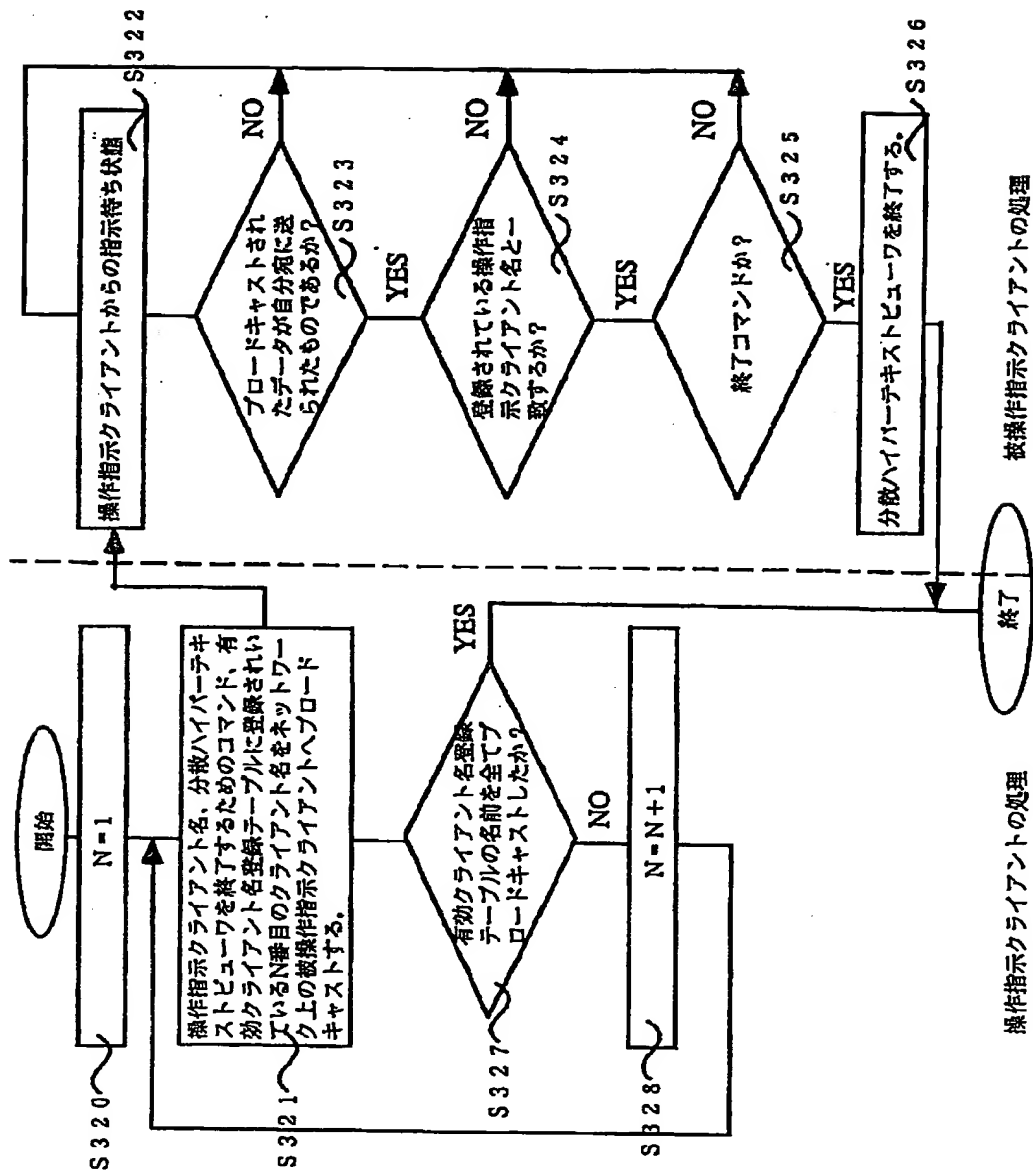 開始
S320
N=1
S321
操作指示クライアント名、分散ハイパーテキ
ストビューワを終了するためのコマンド、有
効クライアント名登録テーブルに登録されい
ているN番目のクライアント名をネットワー
ク上の被操作指示クライアントへブロード
キャストする。
S327
有効クライアント名登録
テーブルの名前を全てブ
ロードキャストしたか?
YES
NO
S328
N=N+1
操作指示クライアントの処理
終了
操作指示クライアントからの指示待ち状態
S322
ブロードキャストされ
たデータが自分宛に送
られたものであるか?
NO
S323
YES
登録されている操作指
示クライアント名と一
致するか?
NO
S324
YES
終了コマンドか?
NO
S325
YES
分散ハイパーテキストビューワを終了する。
S326
被操作指示クライアントの処理